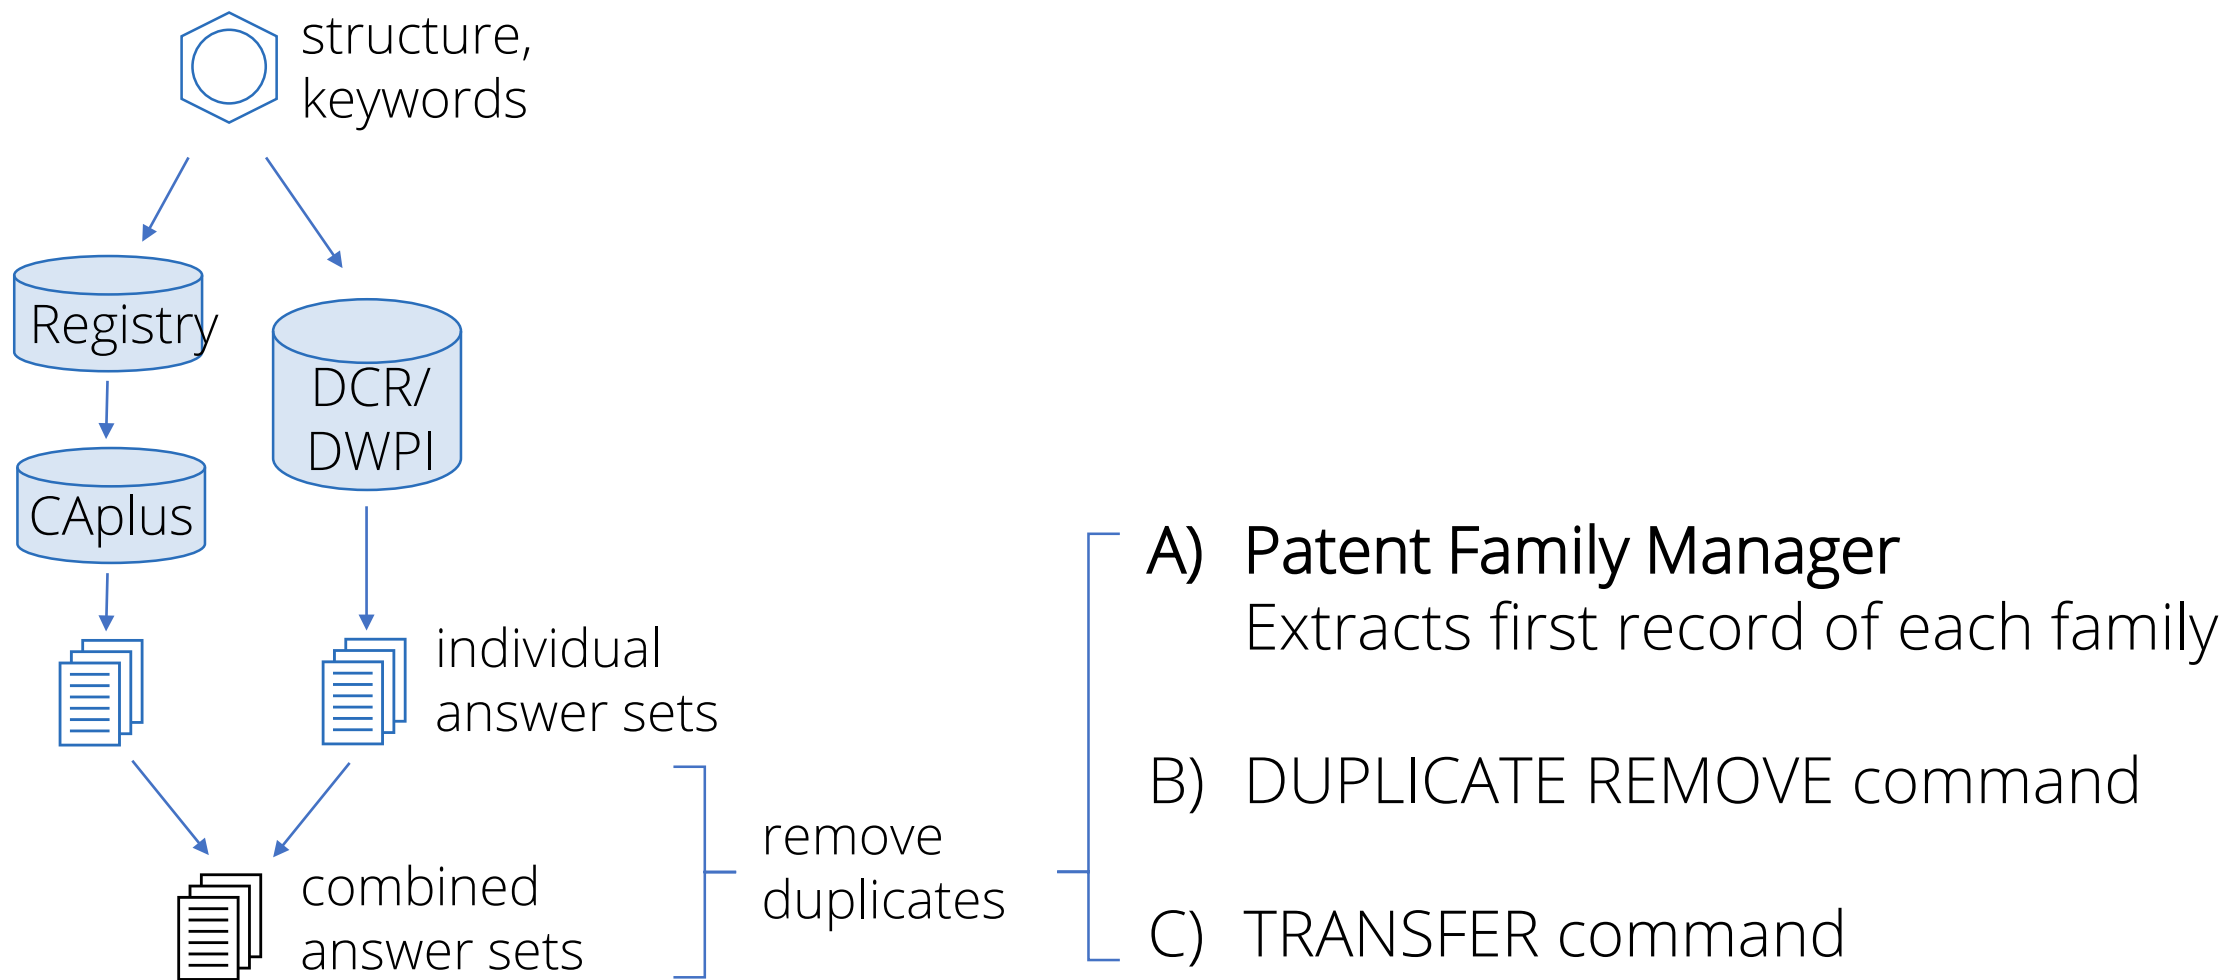 structure,
keywords
Registry
DCR/
DWPI
CAplus
individual
answer sets
combined
answer sets
remove
duplicates
A) Patent Family Manager
Extracts first record of each family
B) DUPLICATE REMOVE command
C) TRANSFER command